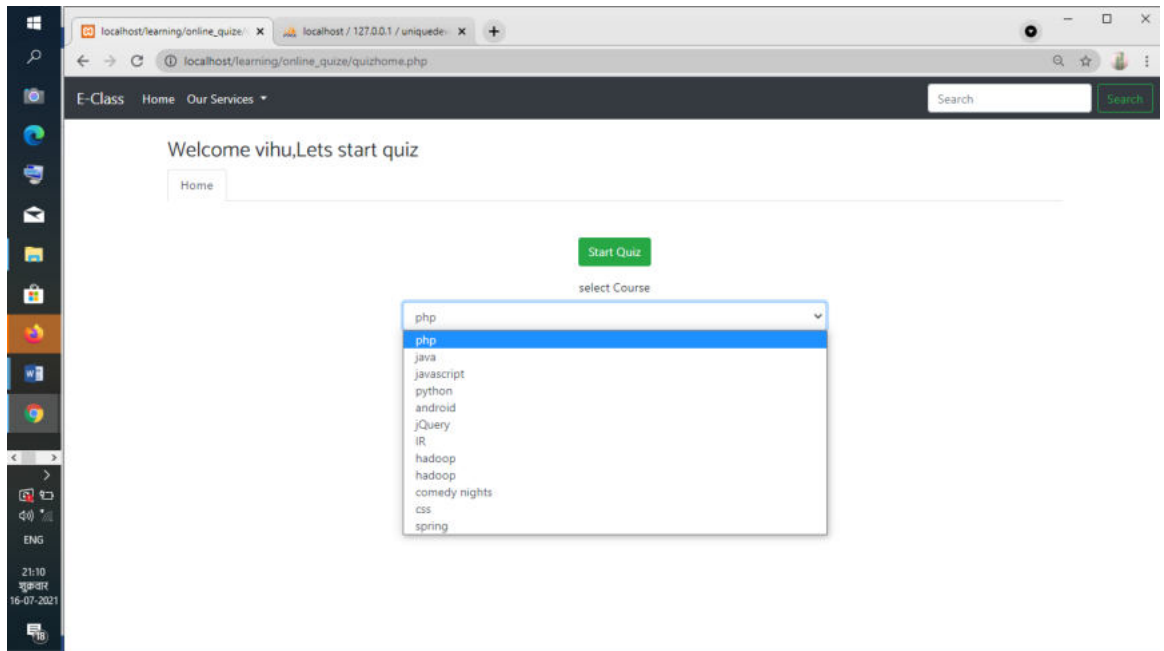 localhost/learning/online_quize/
localhost / 127.0.0.1 / uniquede
localhost/learning/online_quize/quizhome.php
E-Class Home Our Services
Search
Search
Welcome vihu,Lets start quiz
Home
Start Quiz
select Course
php
php
java
javascript
python
android
jQuery
IR
hadoop
hadoop
comedy nights
css
spring
ENG
21:10
शुक्रवार
16-07-2021
18